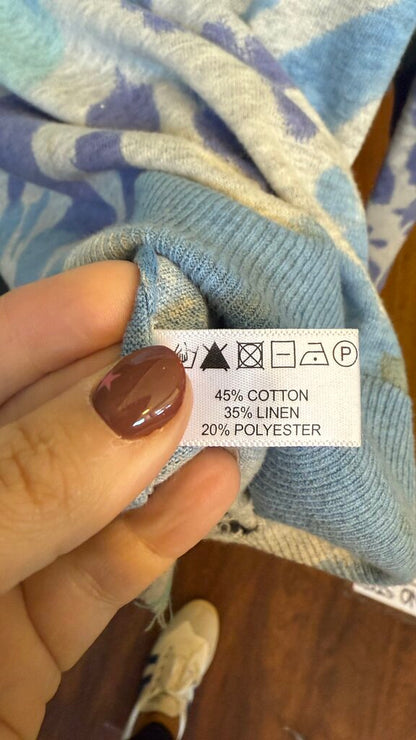 P
45% COTTON
35% LINEN
20% POLYESTER